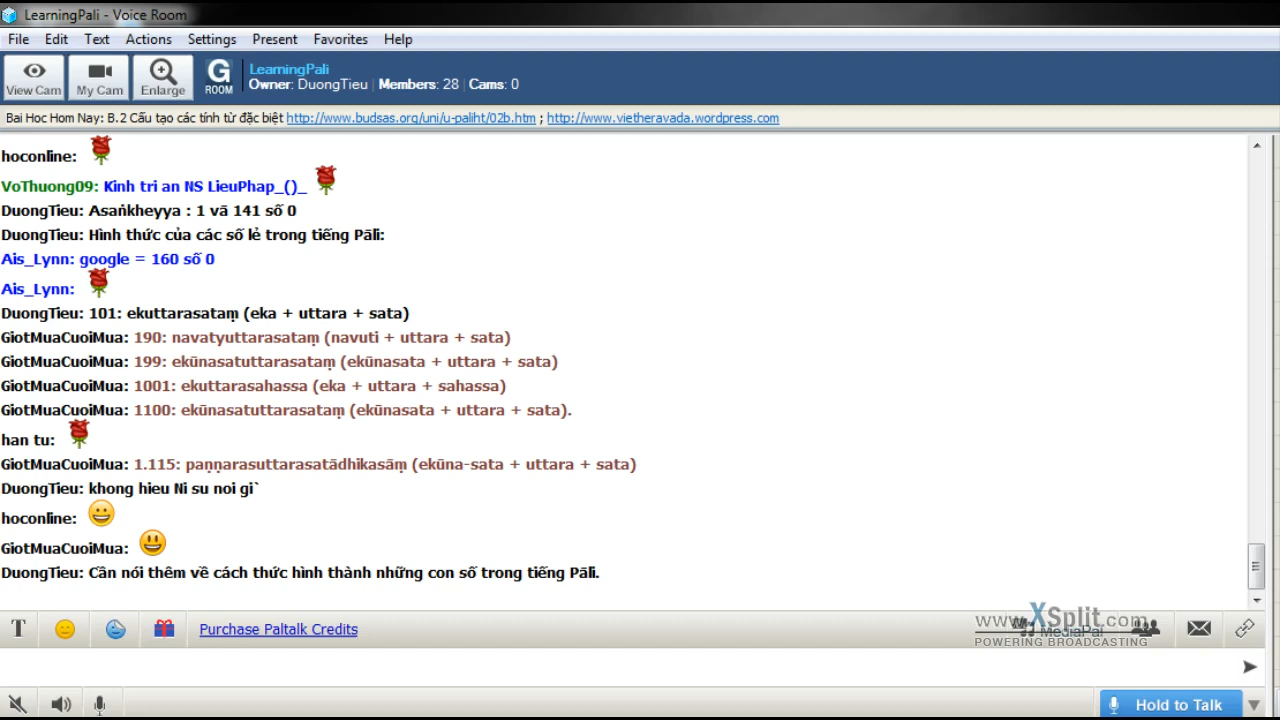 LearningPali - Voice Room
File Edit Text Actions Settings Present Favorites Help
View Cam My Cam Enlarge G ROOM
LearningPali
Owner: DuongTieu | Members: 28 | Cams: 0
Bai Hoc Hom Nay: B.2 Cấu tạo các tính từ đặc biệt http://www.budsas.org/uni/u-paliht/02b.htm ; http://www.vietheravada.wordpress.com
hoconline:
VoThuong09: Kính tri an NS LieuPhap_()_
DuongTieu: Asaṅkheyya : 1 vã 141 số 0
DuongTieu: Hình thức của các số lẻ trong tiếng Pāli:
Ais_Lynn: google = 160 số 0
Ais_Lynn:
DuongTieu: 101: ekuttarasataṃ (eka + uttara + sata)
GiotMuaCuoiMua: 190: navatyuttarasataṃ (navuti + uttara + sata)
GiotMuaCuoiMua: 199: ekūnasatuttarasataṃ (ekūnasata + uttara + sata)
GiotMuaCuoiMua: 1001: ekuttarasahassa (eka + uttara + sahassa)
GiotMuaCuoiMua: 1100: ekūnasatuttarasataṃ (ekūnasata + uttara + sata).
han tu:
GiotMuaCuoiMua: 1.115: paṇṇarasuttarasatādhikasāṃ (ekūna-sata + uttara + sata)
DuongTieu: khong hieu Ni su noi gi`
hoconline:
GiotMuaCuoiMua:
DuongTieu: Cần nói thêm về cách thức hình thành những con số trong tiếng Pāli.
T Purchase Paltalk Credits
www.XSplit.com
MediaPal
POWERING BROADCASTING
Hold to Talk